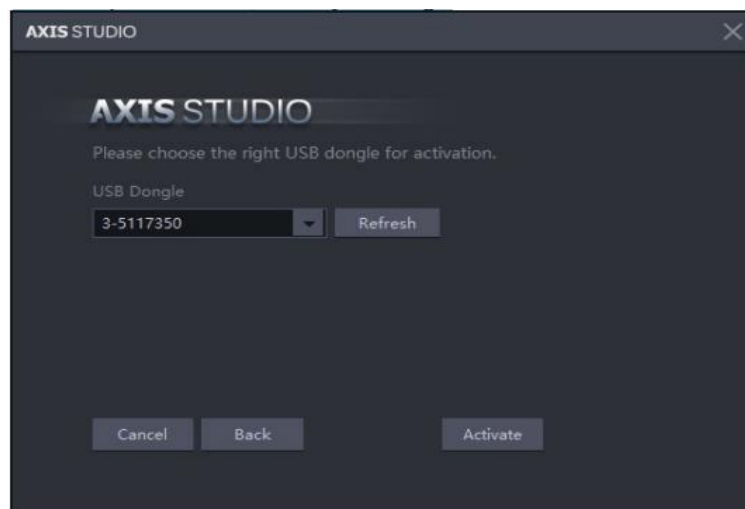 AXIS STUDIO
AXIS STUDIO
Please choose the right USB dongle for activation.
USB Dongle
3-5117350 Refresh
Cancel Back Activate